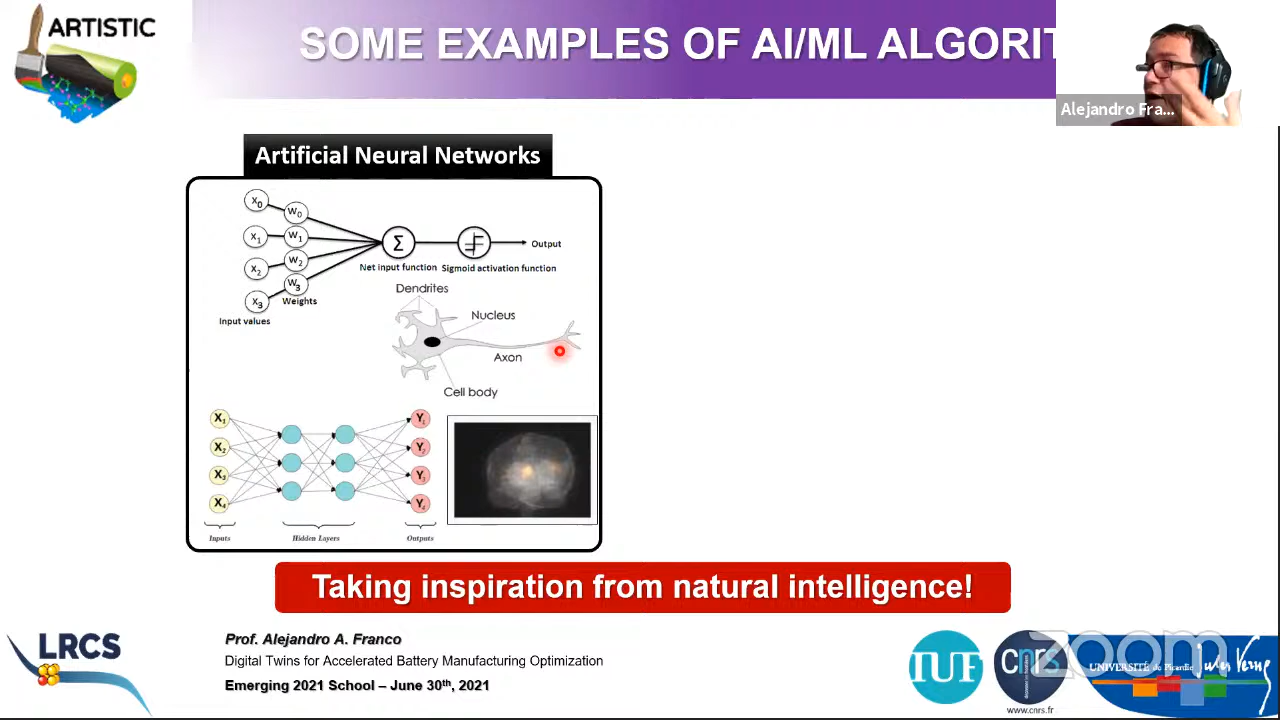 ARTISTIC
SOME EXAMPLES OF AI/ML ALGORIT
Alejandro Fra...
Artificial Neural Networks
x0
w0
x1
w1
Σ
Output
x2
w2
Net input function
Sigmoid activation function
w3
x3
Weights
Input values
Dendrites
Nucleus
Axon
Cell body
X1
Y1
X2
Y2
X3
Y3
X4
Y4
Inputs
Hidden Layers
Outputs
Taking inspiration from natural intelligence!
LRCS
Prof. Alejandro A. Franco
Digital Twins for Accelerated Battery Manufacturing Optimization
Emerging 2021 School – June 30th, 2021
IUF
cnrs
www.cnrs.fr
zoom
UNIVERSITÉ de Picardie
Jules Verne